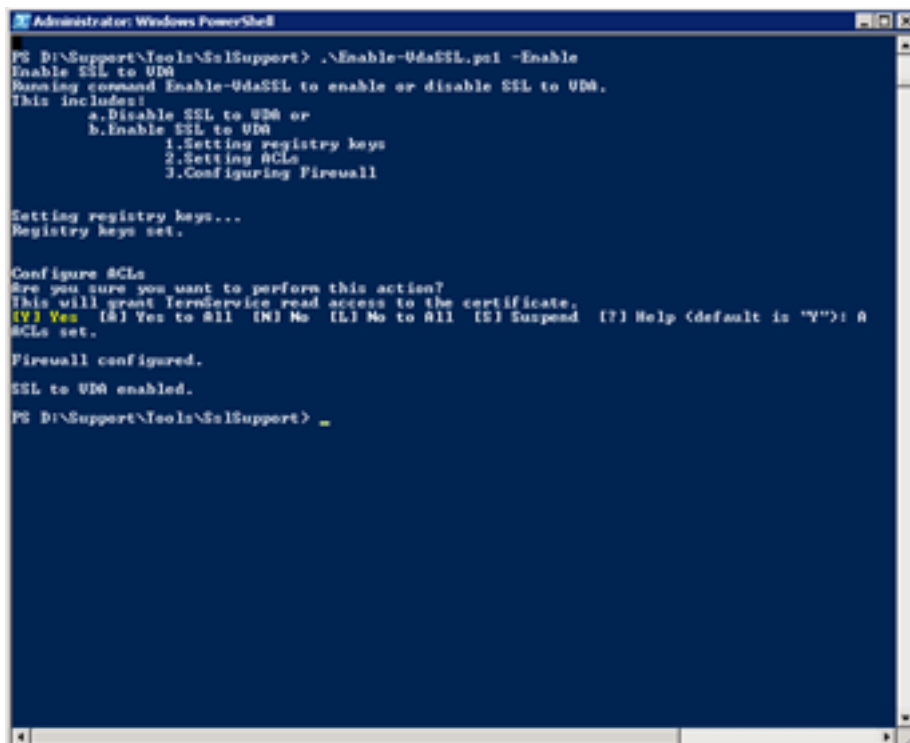 Administrator: Windows PowerShell
PS D:\Support\Tools\SslSupport> .\Enable-VdaSSL.ps1 -Enable
Enable SSL to VDA
Running command Enable-VdaSSL to enable or disable SSL to VDA.
This includes:
a.Disable SSL to VDA or
b.Enable SSL to VDA
1.Setting registry keys
2.Setting ACLs
3.Configuring Firewall
Setting registry keys...
Registry keys set.
Configure ACLs
Are you sure you want to perform this action?
This will grant TermService read access to the certificate.
[Y] Yes [A] Yes to All [N] No [L] No to All [S] Suspend [?] Help (default is "Y"): A
ACLs set.
Firewall configured.
SSL to VDA enabled.
PS D:\Support\Tools\SslSupport> _